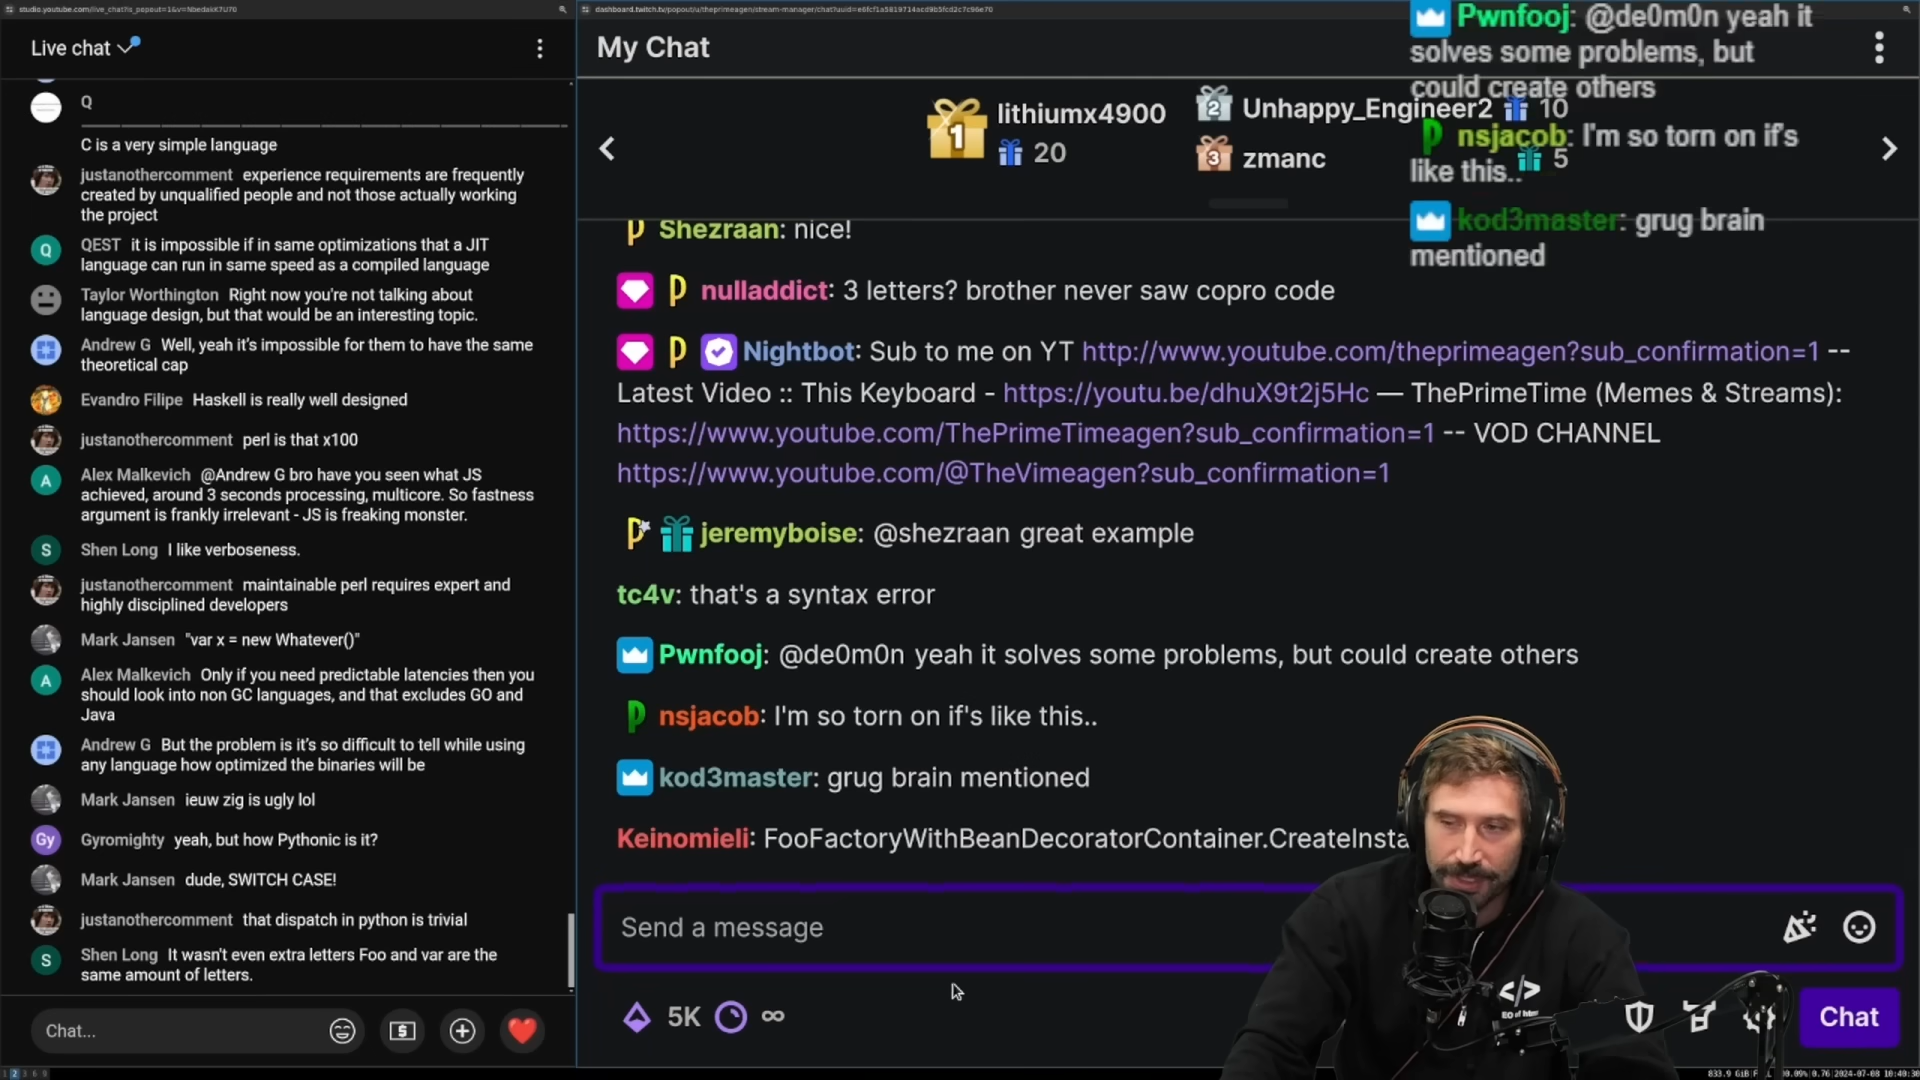 studio.youtube.com/live_chat?is_popout=1&v=NbedakK7U70
Live chat
Q
C is a very simple language
justanothercomment experience requirements are frequently
created by unqualified people and not those actually working
the project
Q
QEST it is impossible if in same optimizations that a JIT
language can run in same speed as a compiled language
Taylor Worthington Right now you're not talking about
language design, but that would be an interesting topic.
Andrew G Well, yeah it's impossible for them to have the same
theoretical cap
Evandro Filipe Haskell is really well designed
justanothercomment perl is that x100
A
Alex Malkevich @Andrew G bro have you seen what JS
achieved, around 3 seconds processing, multicore. So fastness
argument is frankly irrelevant - JS is freaking monster.
S
Shen Long I like verboseness.
justanothercomment maintainable perl requires expert and
highly disciplined developers
Mark Jansen "var x = new Whatever()"
A
Alex Malkevich Only if you need predictable latencies then you
should look into non GC languages, and that excludes GO and
Java
Andrew G But the problem is it's so difficult to tell while using
any language how optimized the binaries will be
Mark Jansen ieuw zig is ugly lol
Gy
Gyromighty yeah, but how Pythonic is it?
Mark Jansen dude, SWITCH CASE!
justanothercomment that dispatch in python is trivial
S
Shen Long It wasn't even extra letters Foo and var are the
same amount of letters.
Chat...
My Chat
1
lithiumx4900
20
2
Unhappy_Engineer2
10
3
zmanc
5
Shezraan: nice!
nulladdict: 3 letters? brother never saw copro code
Nightbot: Sub to me on YT http://www.youtube.com/theprimeagen?sub_confirmation=1 --
Latest Video :: This Keyboard - https://youtu.be/dhuX9t2j5Hc — ThePrimeTime (Memes & Streams):
https://www.youtube.com/ThePrimeTimeagen?sub_confirmation=1 -- VOD CHANNEL
https://www.youtube.com/@TheVimeagen?sub_confirmation=1
jeremyboise: @shezraan great example
tc4v: that's a syntax error
Pwnfooj: @de0m0n yeah it solves some problems, but could create others
nsjacob: I'm so torn on if's like this..
kod3master: grug brain mentioned
Keinomieli: FooFactoryWithBeanDecoratorContainer.CreateInsta
Send a message
5K
∞
Chat
Pwnfooj: @de0m0n yeah it
solves some problems, but
could create others
nsjacob: I'm so torn on if's
like this..
kod3master: grug brain
mentioned
</>
2024-07-08 10:40:30